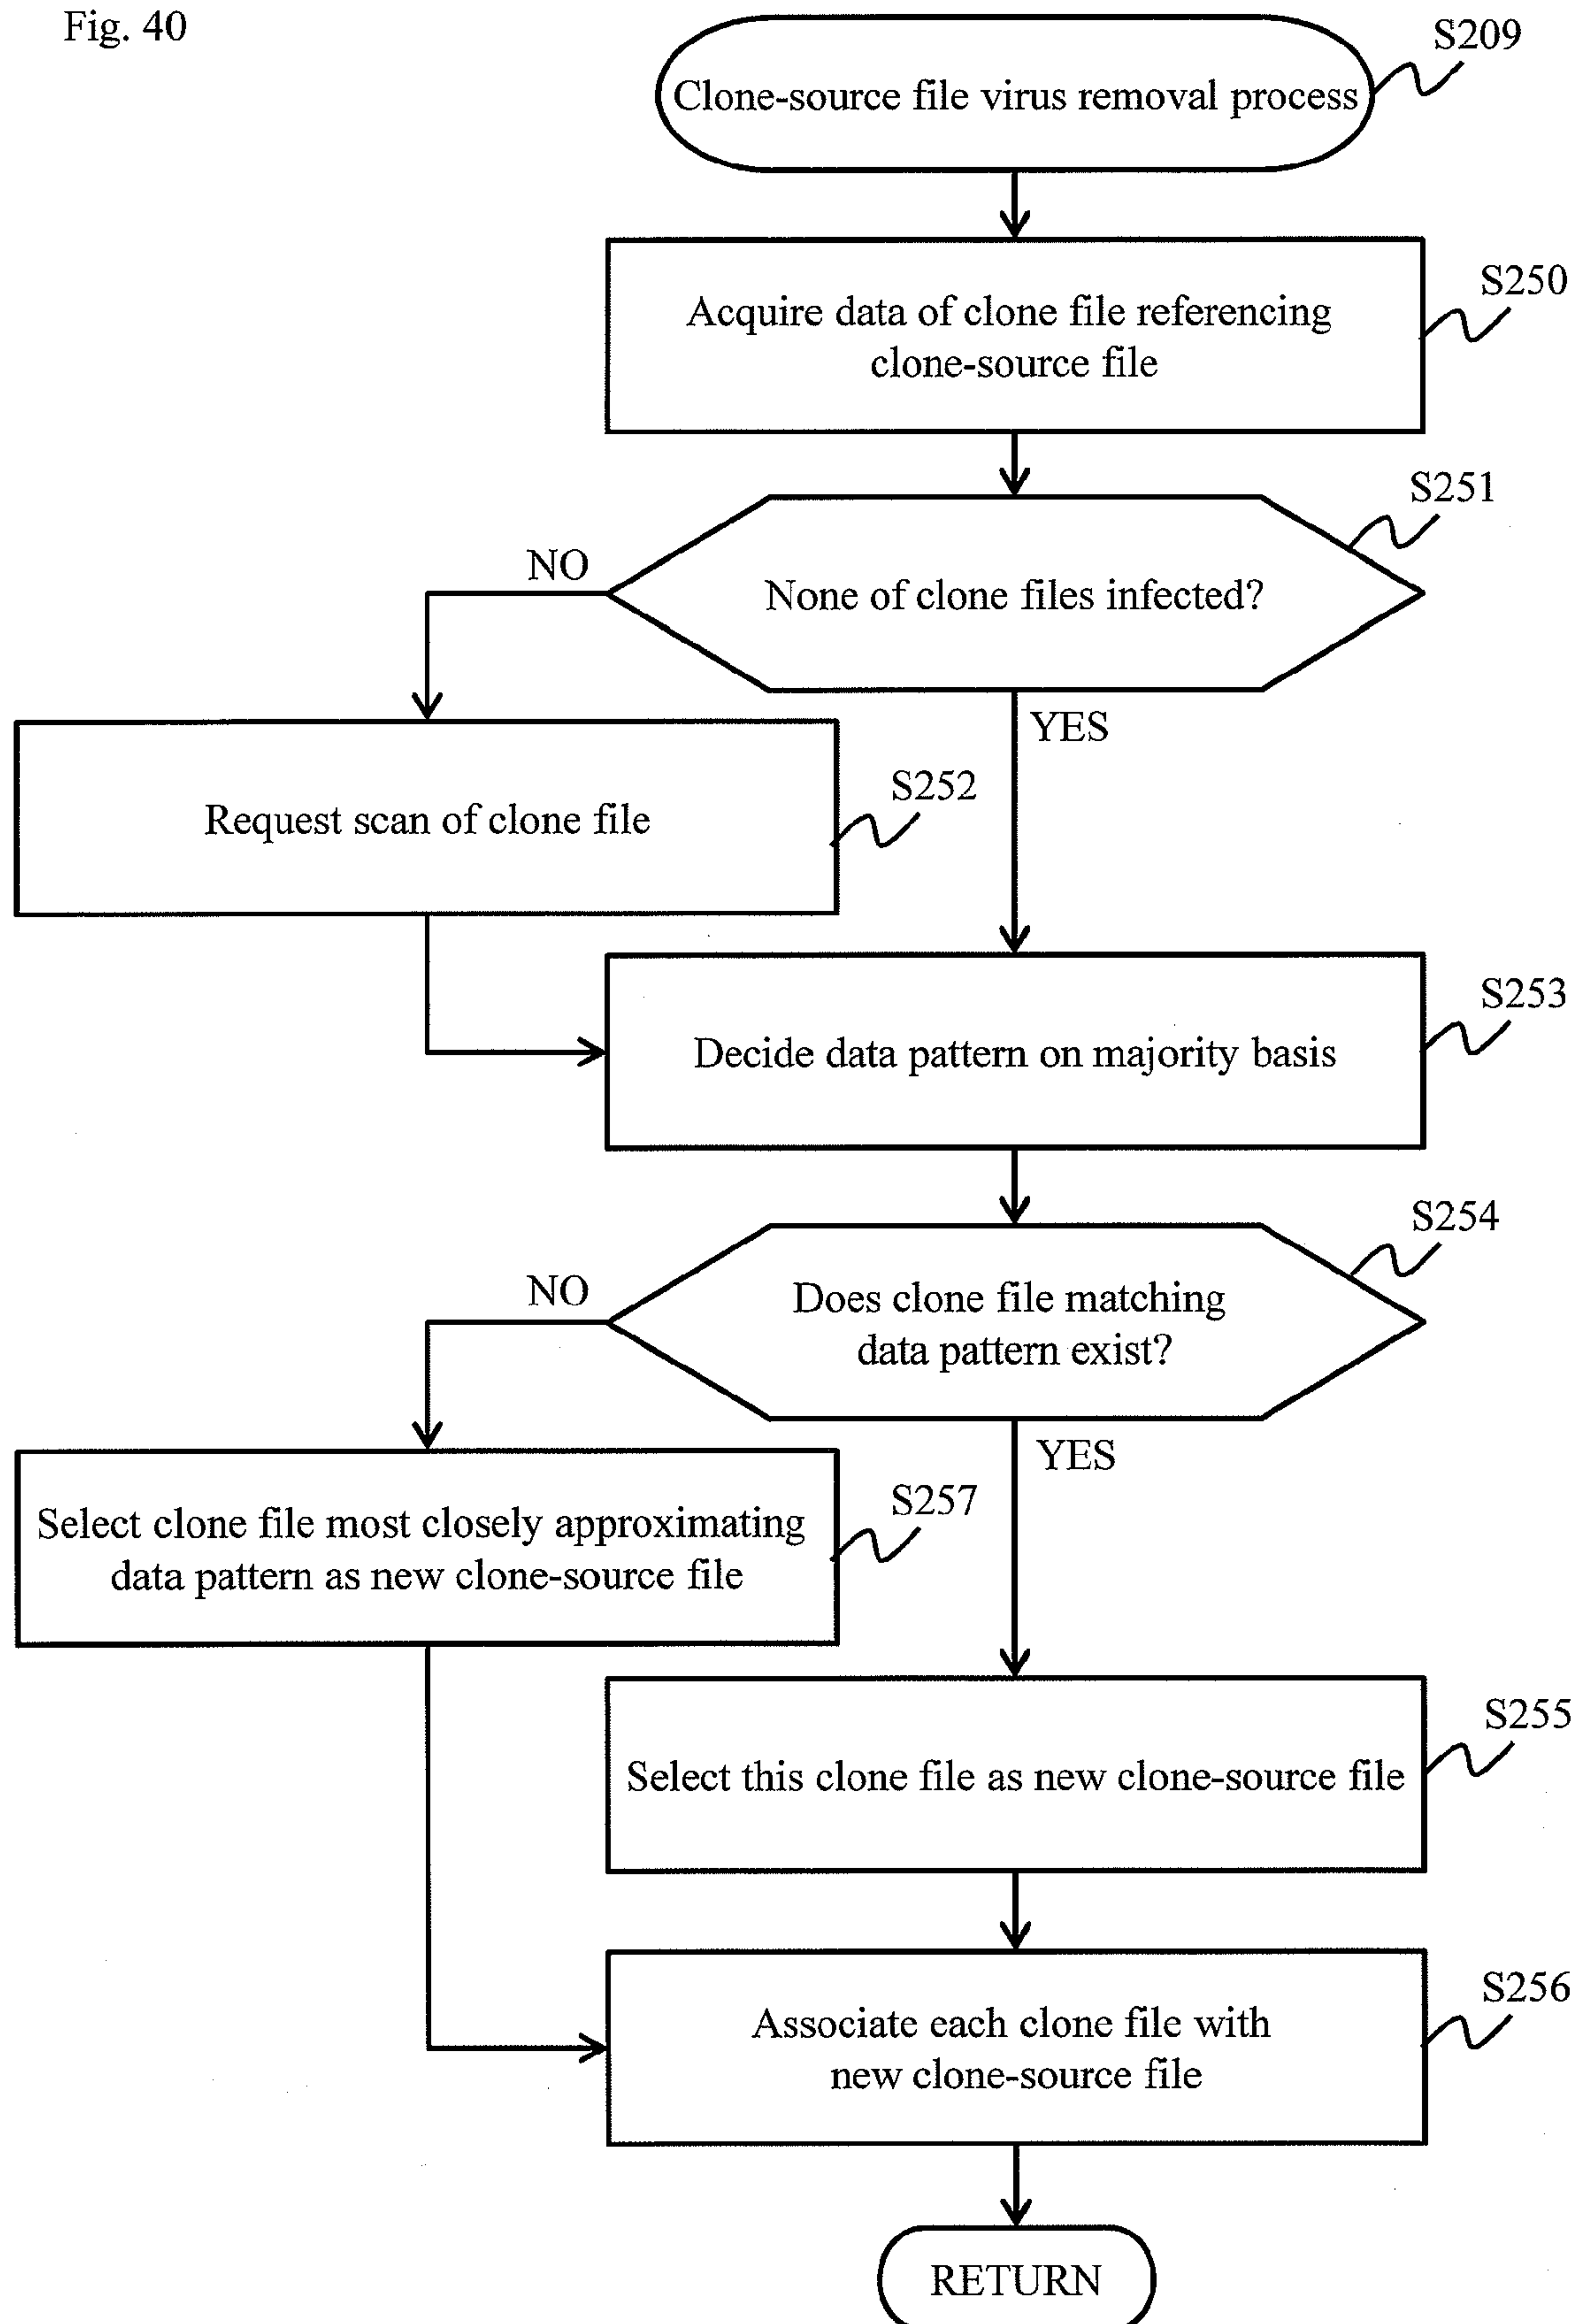 Fig. 40
S209
Clone-source file virus removal process
S250
Acquire data of clone file referencing
clone-source file
S251
NO
None of clone files infected?
YES
S252
Request scan of clone file
S253
Decide data pattern on majority basis
S254
NO
Does clone file matching
data pattern exist?
YES
S257
Select clone file most closely approximating
data pattern as new clone-source file
S255
Select this clone file as new clone-source file
S256
Associate each clone file with
new clone-source file
RETURN